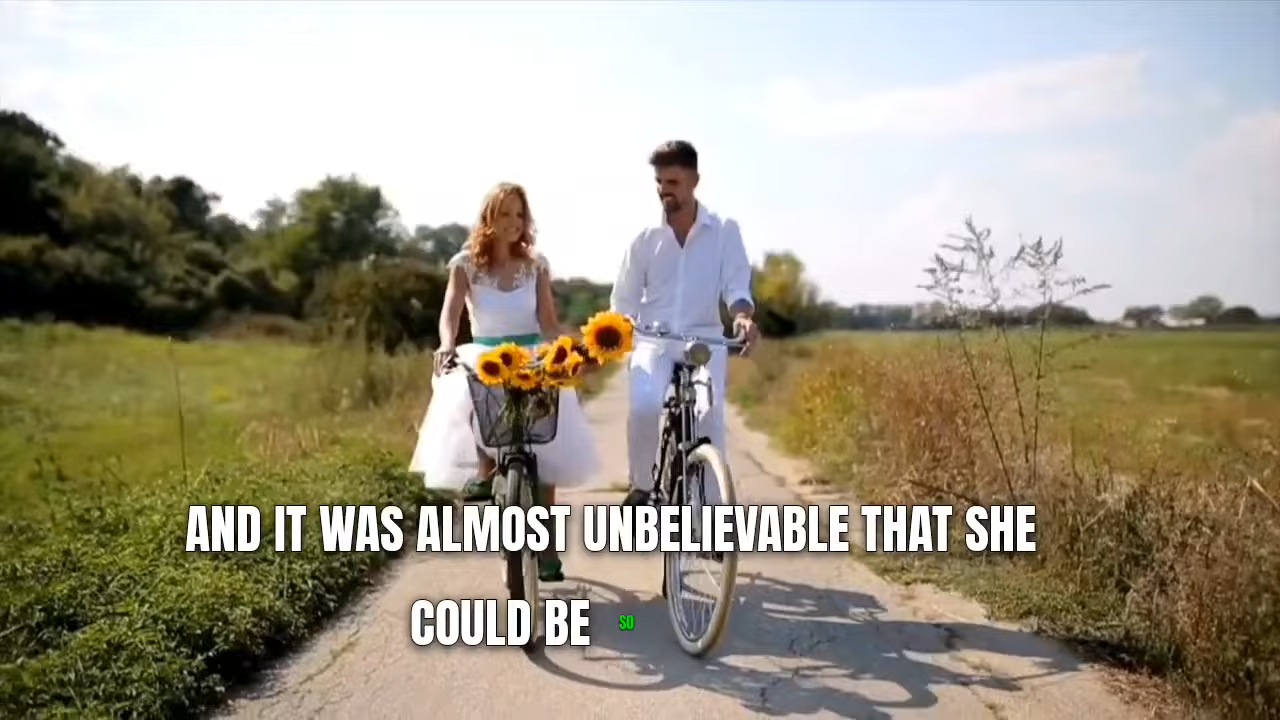 AND IT WAS ALMOST UNBELIEVABLE THAT SHE
COULD BE SO